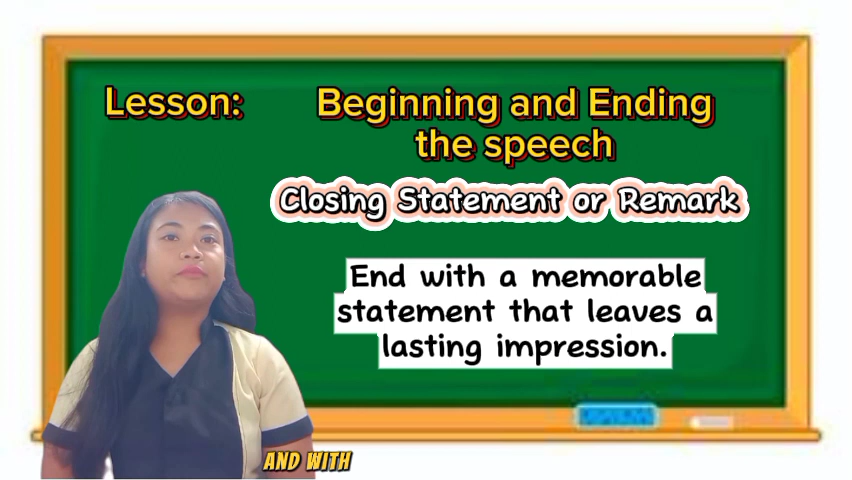 Lesson:
Beginning and Ending
the speech
Closing Statement or Remark
End with a memorable
statement that leaves a
lasting impression.
AND WITH